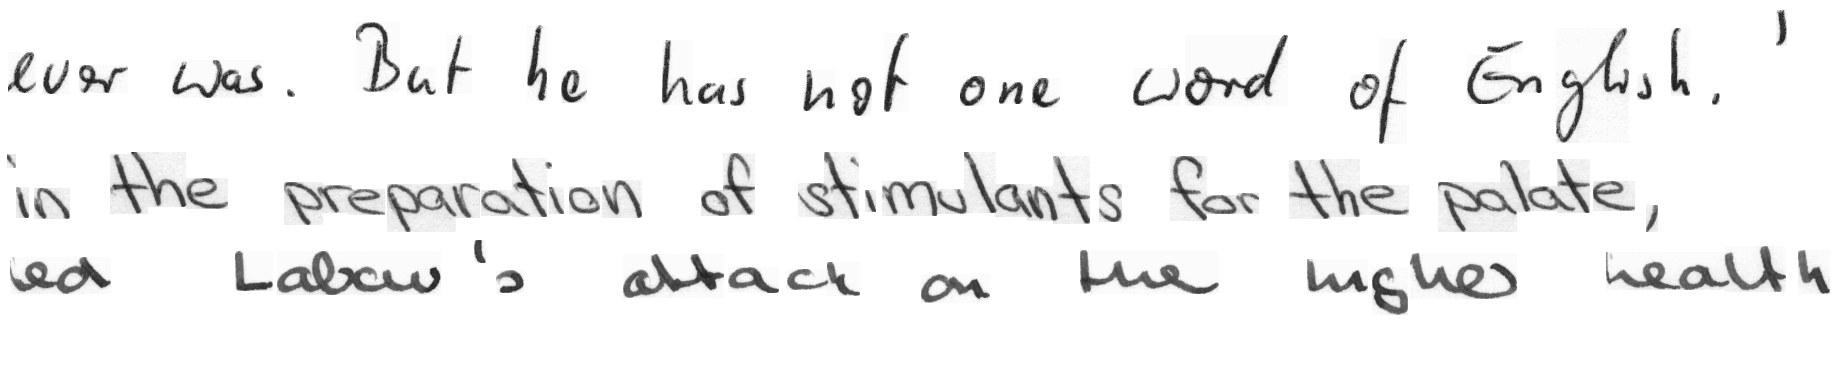 ever was. But he has not one word of English.'
in the preparation of stimulants for the palate,
led Labour's attack on the higher health